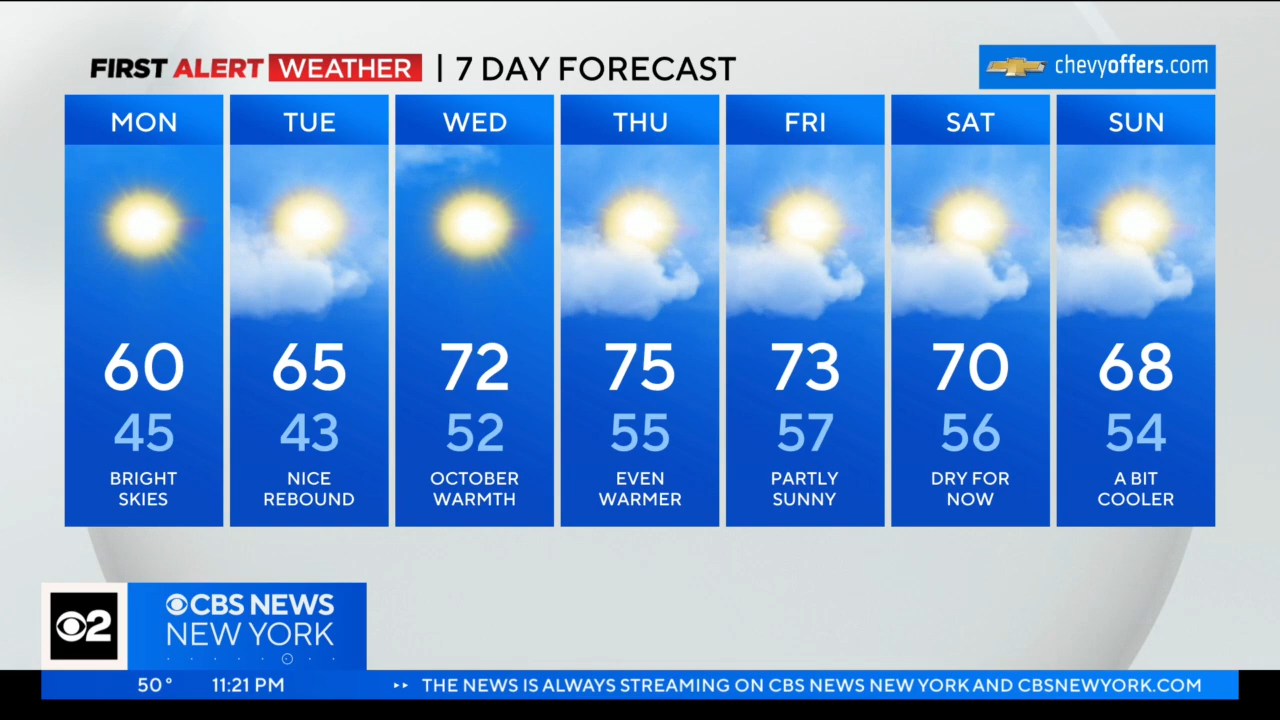 FIRST ALERT WEATHER | 7 DAY FORECAST
chevyoffers.com
MON TUE WED THU FRI SAT SUN
60 65 72 75 73 70 68
45 43 52 55 57 56 54
BRIGHT SKIES
NICE REBOUND
OCTOBER WARMTH
EVEN WARMER
PARTLY SUNNY
DRY FOR NOW
A BIT COOLER
2
CBS NEWS
NEW YORK
50° 11:21 PM THE NEWS IS ALWAYS STREAMING ON CBS NEWS NEW YORK AND CBSNEWYORK.COM